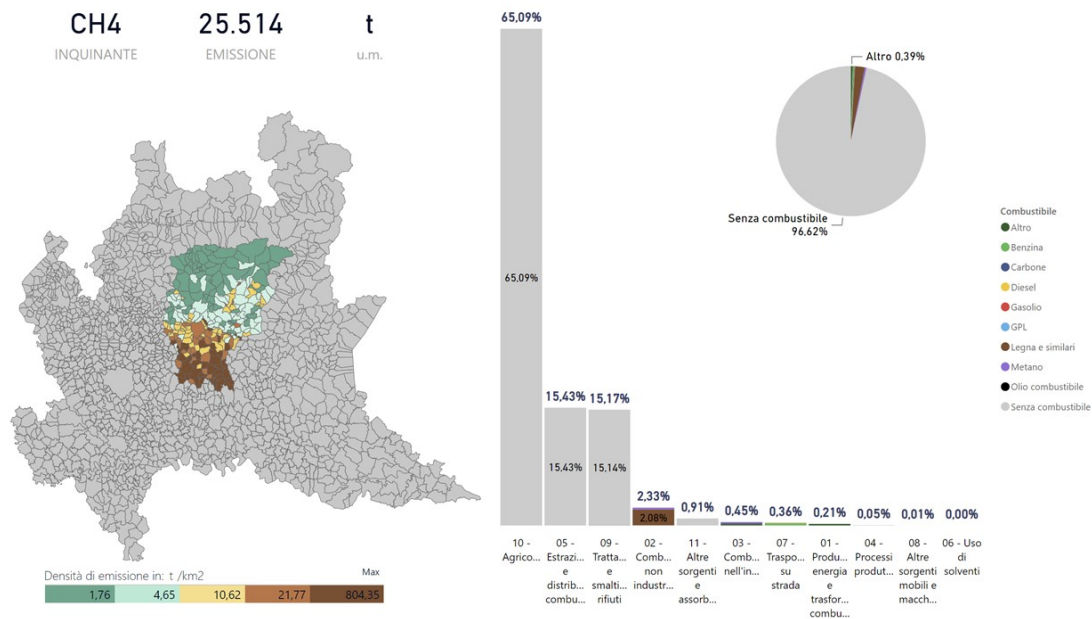 CH4
25.514
t
INQUINANTE
EMISSIONE
u.m.
65,09%
65,09%
15,43%
15,43%
15,17%
15,14%
2,33%
2,08%
0,91%
0,45%
0,36%
0,21%
0,05%
0,01%
0,00%
10 -
Agrico...
05 -
Estrazi...
e
distrib...
combu...
09 -
Tratta...
e
smalti...
rifiuti
02 -
Comb...
non
industr...
11 -
Altre
sorgenti
e
assorb...
03 -
Comb...
nell'in...
07 -
Traspo...
su
strada
01 -
Produ...
energia
e
trasfor...
combu...
04 -
Processi
produt...
08 -
Altre
sorgenti
mobili e
macch...
06 - Uso
di
solventi
Altro 0,39%
Senza combustibile
96,62%
Combustibile
Altro
Benzina
Carbone
Diesel
Gasolio
GPL
Legna e similari
Metano
Olio combustibile
Senza combustibile
Densità di emissione in: t /km2
Max
1,76
4,65
10,62
21,77
804,35